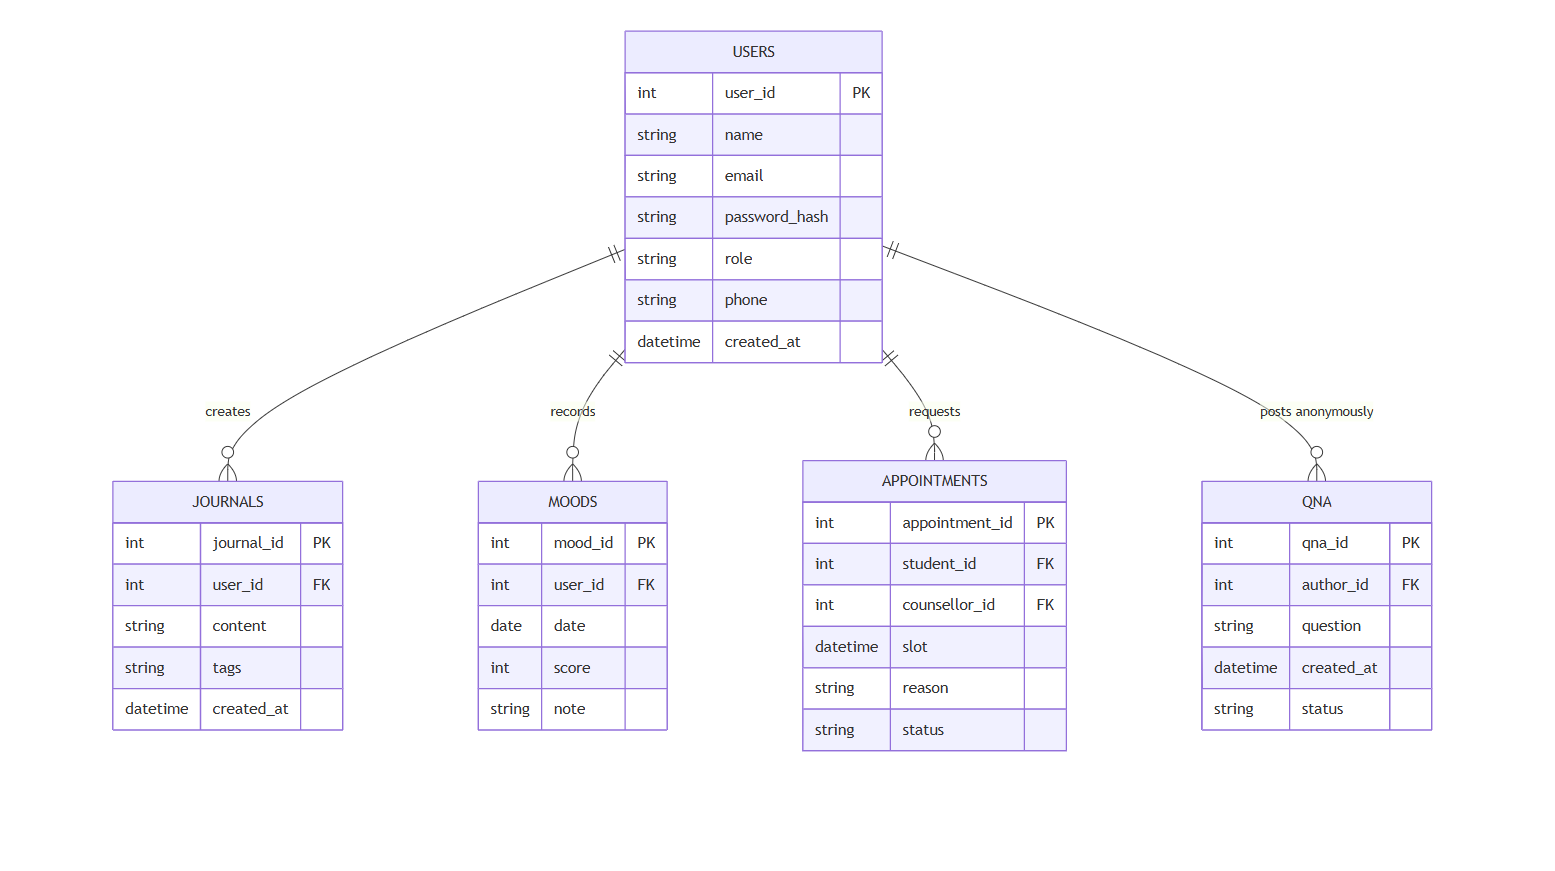 USERS
int user_id PK
string name
string email
string password_hash
string role
string phone
datetime created_at
creates
records
requests
posts anonymously
JOURNALS
int journal_id PK
int user_id FK
string content
string tags
datetime created_at
MOODS
int mood_id PK
int user_id FK
date date
int score
string note
APPOINTMENTS
int appointment_id PK
int student_id FK
int counsellor_id FK
datetime slot
string reason
string status
QNA
int qna_id PK
int author_id FK
string question
datetime created_at
string status